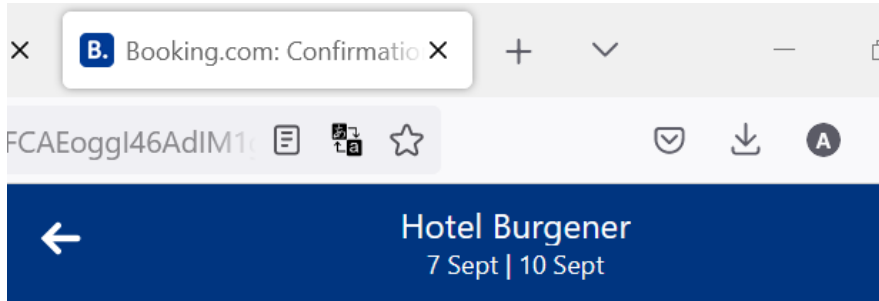 B. Booking.com: Confirmatio
FCAEoggI46AdIM1
A
Hotel Burgener
7 Sept | 10 Sept